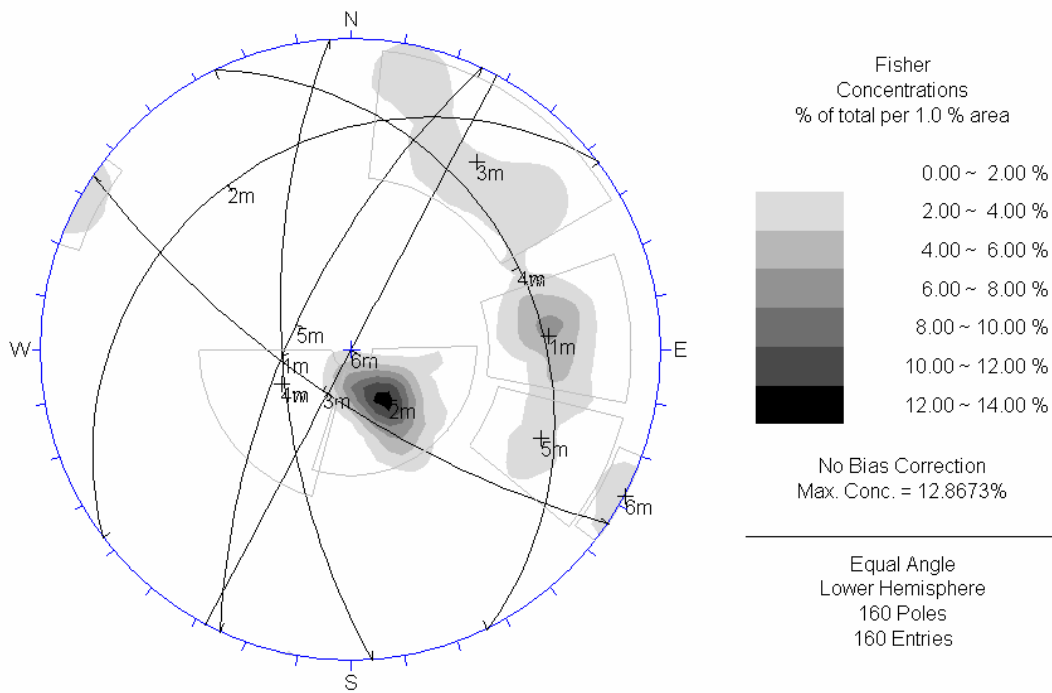 N
Fisher
Concentrations
% of total per 1.0 % area
3m
0.00 ~ 2.00 %
2m
2.00 ~ 4.00 %
4.00 ~ 6.00 %
4m
6.00 ~ 8.00 %
5m
8.00 ~ 10.00 %
W
1m
6m
1m
E
10.00 ~ 12.00 %
4m
3m
2m
12.00 ~ 14.00 %
5m
No Bias Correction
Max. Conc. = 12.8673%
6m
Equal Angle
Lower Hemisphere
160 Poles
160 Entries
S